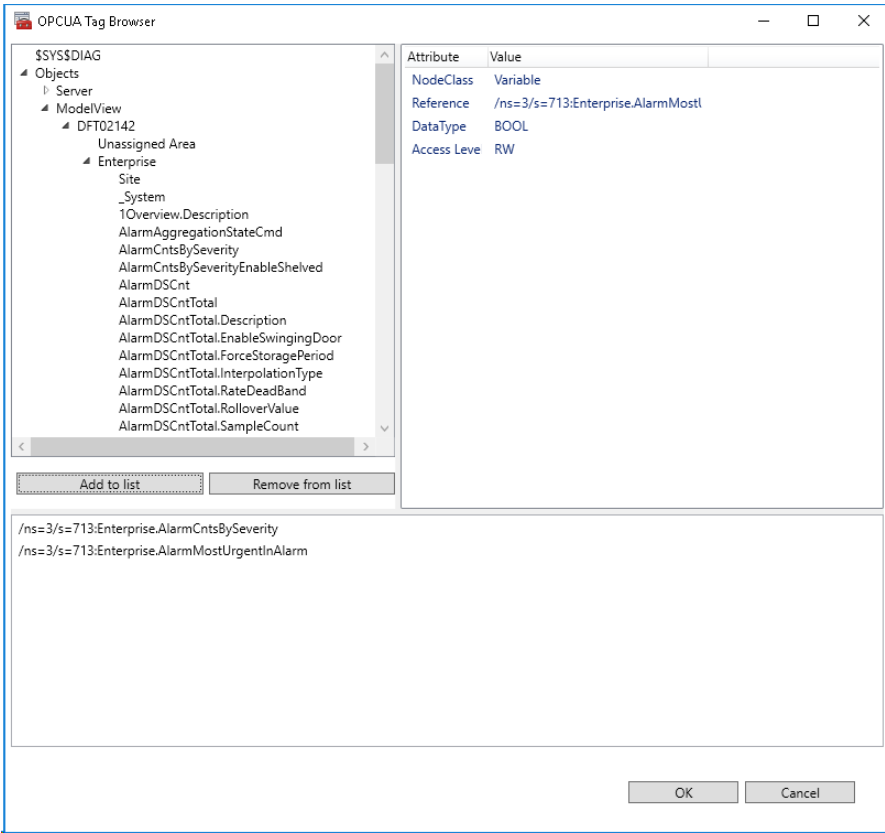 OPCUA Tag Browser
$SYS$DIAG
Objects
Server
ModelView
DFT02142
Unassigned Area
Enterprise
Site
_System
1Overview.Description
AlarmAggregationStateCmd
AlarmCntsBySeverity
AlarmCntsBySeverityEnableShelved
AlarmDSCnt
AlarmDSCntTotal
AlarmDSCntTotal.Description
AlarmDSCntTotal.EnableSwingingDoor
AlarmDSCntTotal.ForceStoragePeriod
AlarmDSCntTotal.InterpolationType
AlarmDSCntTotal.RateDeadBand
AlarmDSCntTotal.RolloverValue
AlarmDSCntTotal.SampleCount
Add to list Remove from list
Attribute Value
NodeClass Variable
Reference /ns=3/s=713:Enterprise.AlarmMostU
DataType BOOL
Access Leve RW
/ns=3/s=713:Enterprise.AlarmCntsBySeverity
/ns=3/s=713:Enterprise.AlarmMostUrgentInAlarm
OK Cancel